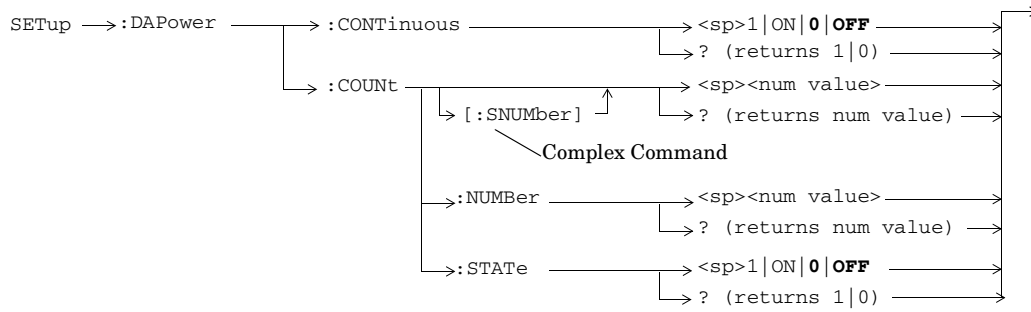 SETup :DAPower :CONTinuous <sp>1|ON|0|OFF
? (returns 1|0)
:COUNt <sp><num value>
[:SNUMber] ? (returns num value)
Complex Command
:NUMBer <sp><num value>
? (returns num value)
:STATe <sp>1|ON|0|OFF
? (returns 1|0)